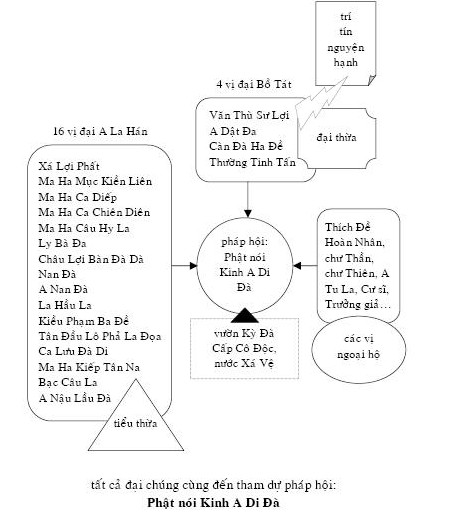 trí
tín
nguyện
hạnh
4 vị đại Bồ Tát
Văn Thù Sư Lợi
A Dật Đa
Càn Đà Ha Đề
Thường Tinh Tấn
đại thừa
16 vị đại A La Hán
Xá Lợi Phất
Ma Ha Mục Kiền Liên
Ma Ha Ca Diếp
Ma Ha Ca Chiên Diên
Ma Ha Câu Hy La
Ly Bà Đa
Châu Lợi Bàn Đà Dà
Nan Đà
A Nan Đà
La Hầu La
Kiều Phạm Ba Đề
Tân Đầu Lô Phả La Đọa
Ca Lưu Đà Di
Ma Ha Kiếp Tân Na
Bạc Câu La
A Nậu Lầu Đà
tiểu thừa
pháp hội:
Phật nói
Kinh A Di
Đà
vườn Kỳ Đà
Cấp Cô Độc,
nước Xá Vệ
Thích Đề
Hoàn Nhân,
chư Thần,
chư Thiên, A
Tu La, Cư sĩ,
Trưởng giả...
các vị
ngoại hộ
tất cả đại chúng cùng đến tham dự pháp hội:
Phật nói Kinh A Di Đà